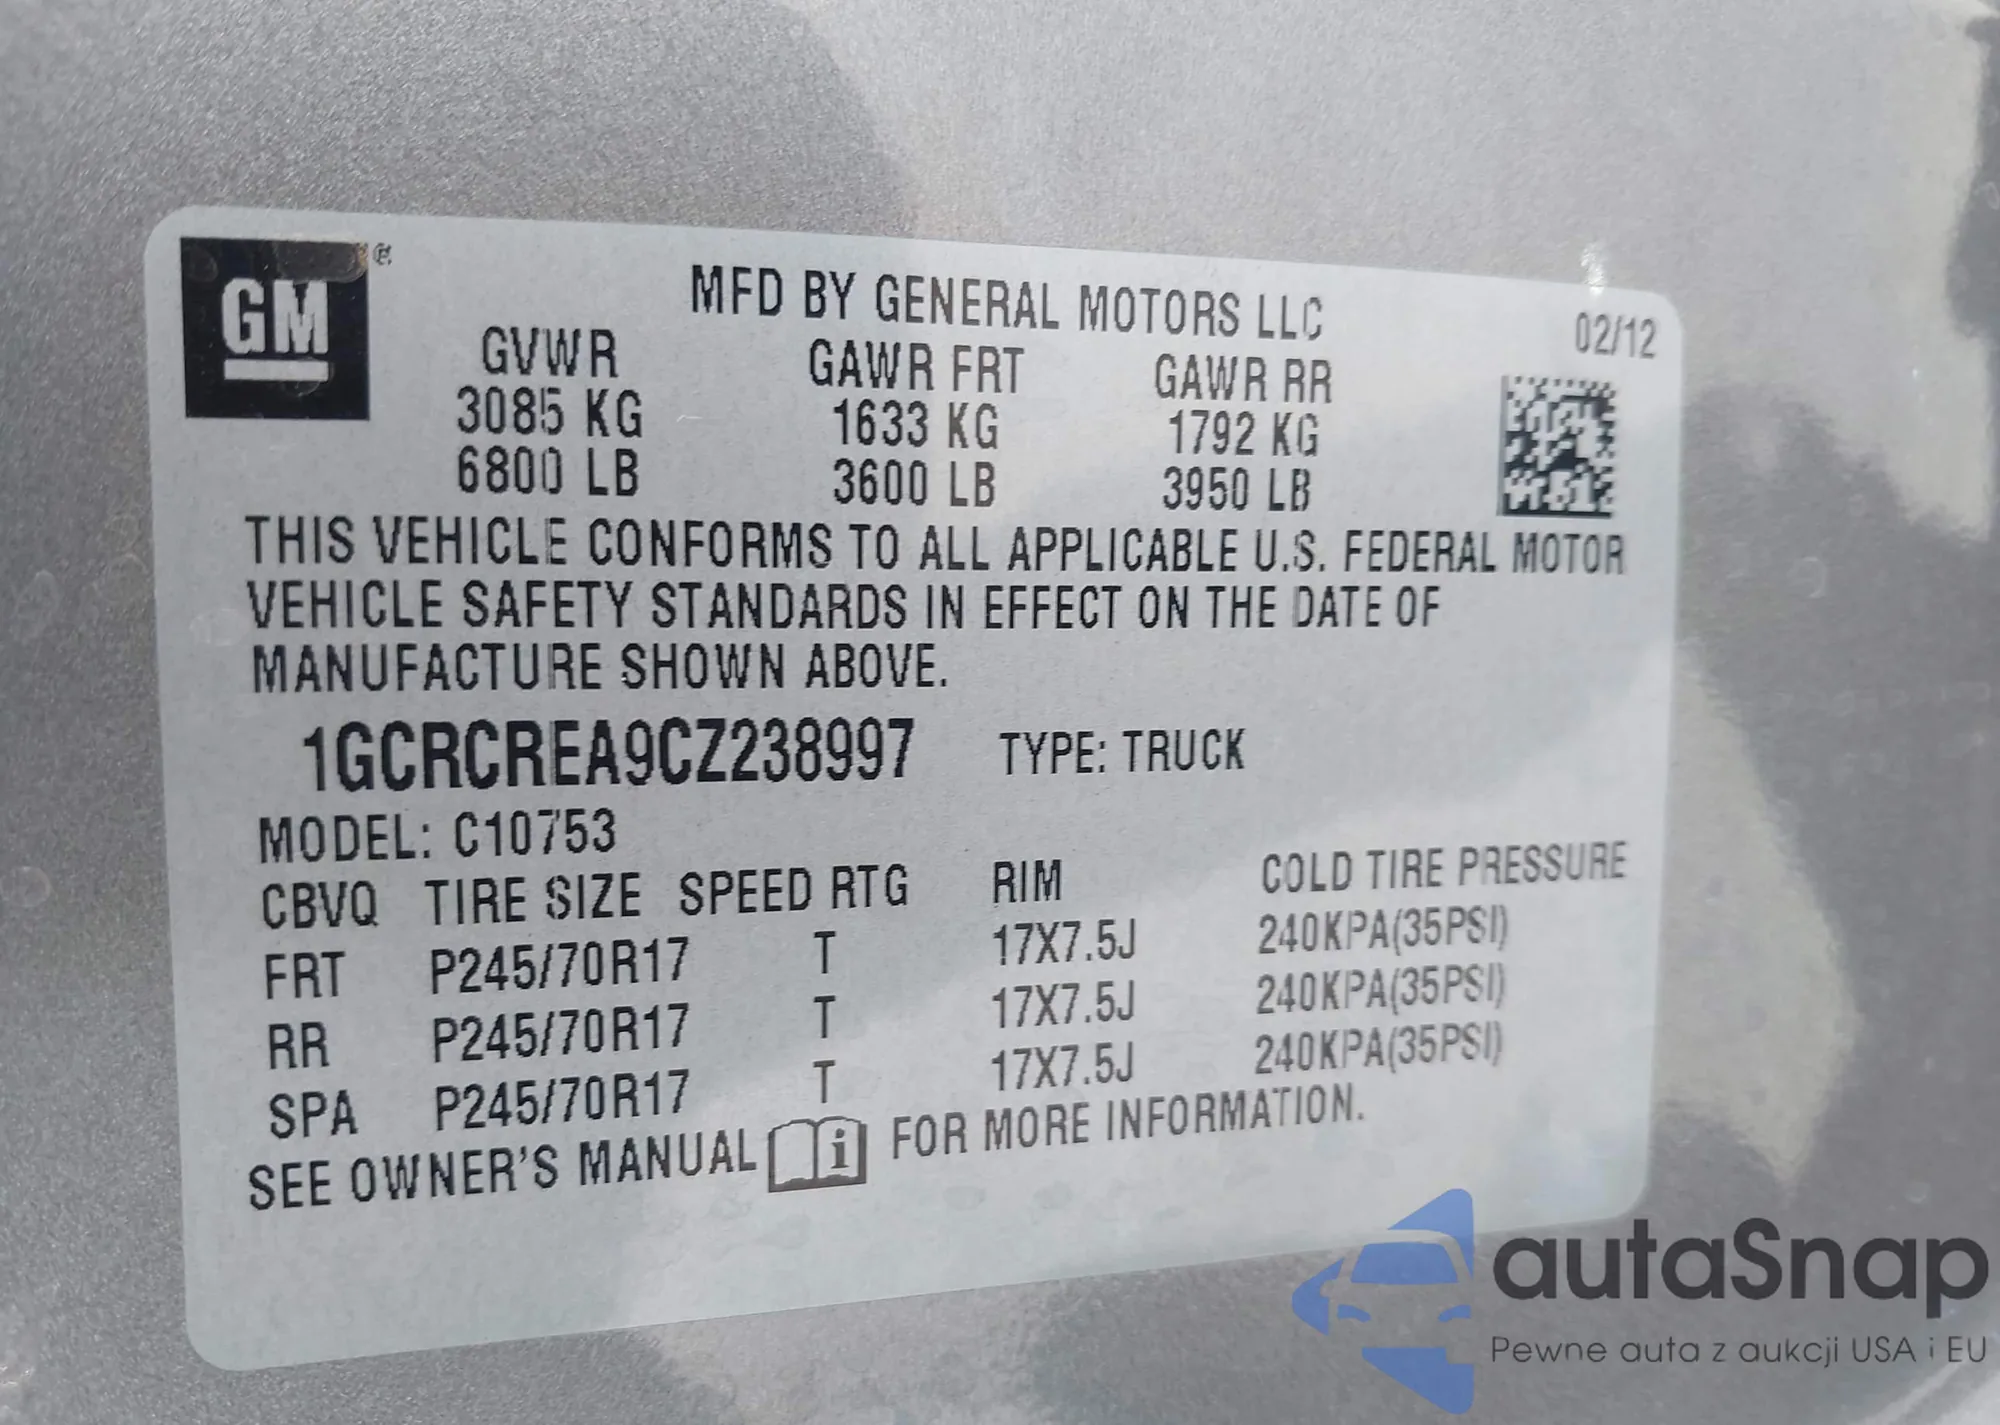 GM
MFD BY GENERAL MOTORS LLC
02/12
GVWR GAWR FRT GAWR RR
3085 KG 1633 KG 1792 KG
6800 LB 3600 LB 3950 LB
THIS VEHICLE CONFORMS TO ALL APPLICABLE U.S. FEDERAL MOTOR
VEHICLE SAFETY STANDARDS IN EFFECT ON THE DATE OF
MANUFACTURE SHOWN ABOVE.
1GCRCREA9CZ238997 TYPE: TRUCK
MODEL: C10753
CBVQ TIRE SIZE SPEED RTG RIM COLD TIRE PRESSURE
FRT P245/70R17 T 17X7.5J 240KPA(35PSI)
RR P245/70R17 T 17X7.5J 240KPA(35PSI)
SPA P245/70R17 T 17X7.5J 240KPA(35PSI)
SEE OWNER'S MANUAL i FOR MORE INFORMATION.
autaSnap
Pewne auta z aukcji USA i EU